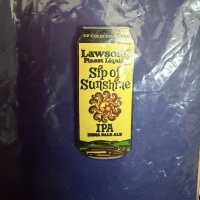 Lawson's
Finest Liquids
Sip of
Sunshine
IPA
INDIA PALE ALE